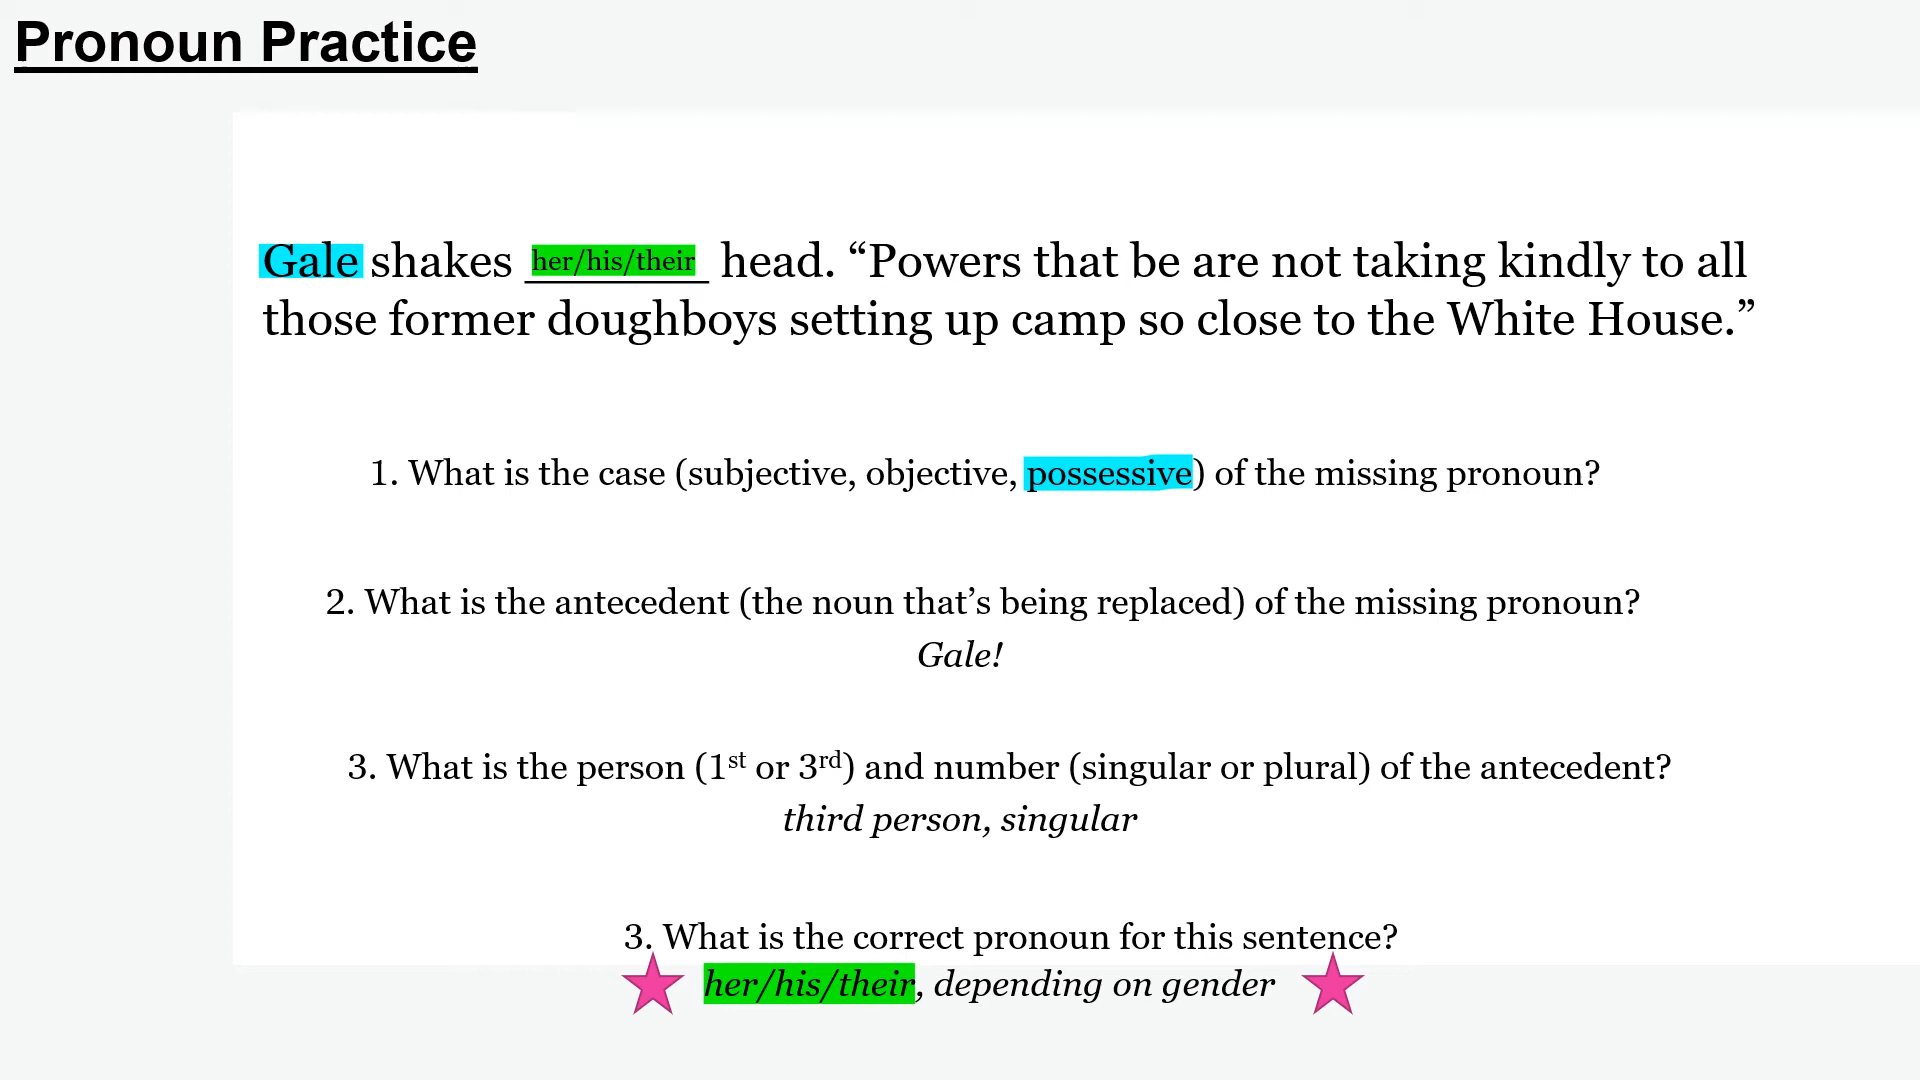 Pronoun Practice
Gale shakes her/his/their head. “Powers that be are not taking kindly to all
those former doughboys setting up camp so close to the White House.”
1. What is the case (subjective, objective, possessive) of the missing pronoun?
2. What is the antecedent (the noun that’s being replaced) of the missing pronoun?
Gale!
3. What is the person (1st or 3rd) and number (singular or plural) of the antecedent?
third person, singular
3. What is the correct pronoun for this sentence?
her/his/their, depending on gender